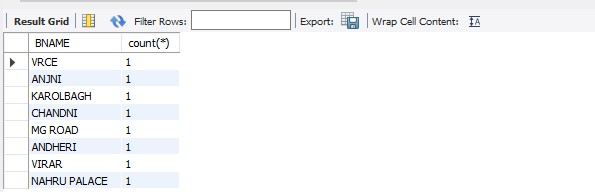 Result Grid Filter Rows: Export: Wrap Cell Content:
BNAME count(*)
VRCE 1
ANJNI 1
KAROLBAGH 1
CHANDNI 1
MG ROAD 1
ANDHERI 1
VIRAR 1
NAHRU PALACE 1